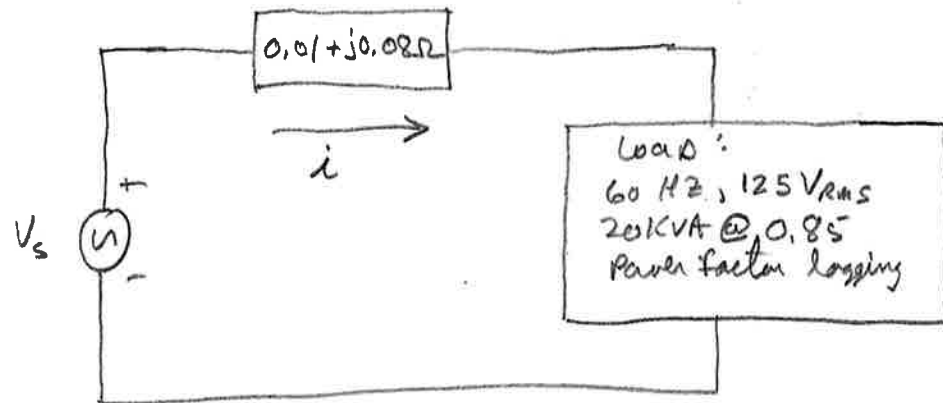 0.01+j0.08Ω
i
+
Vs
-
Load:
60 HZ, 125 VRms
20KVA @ 0.85
Power factor lagging